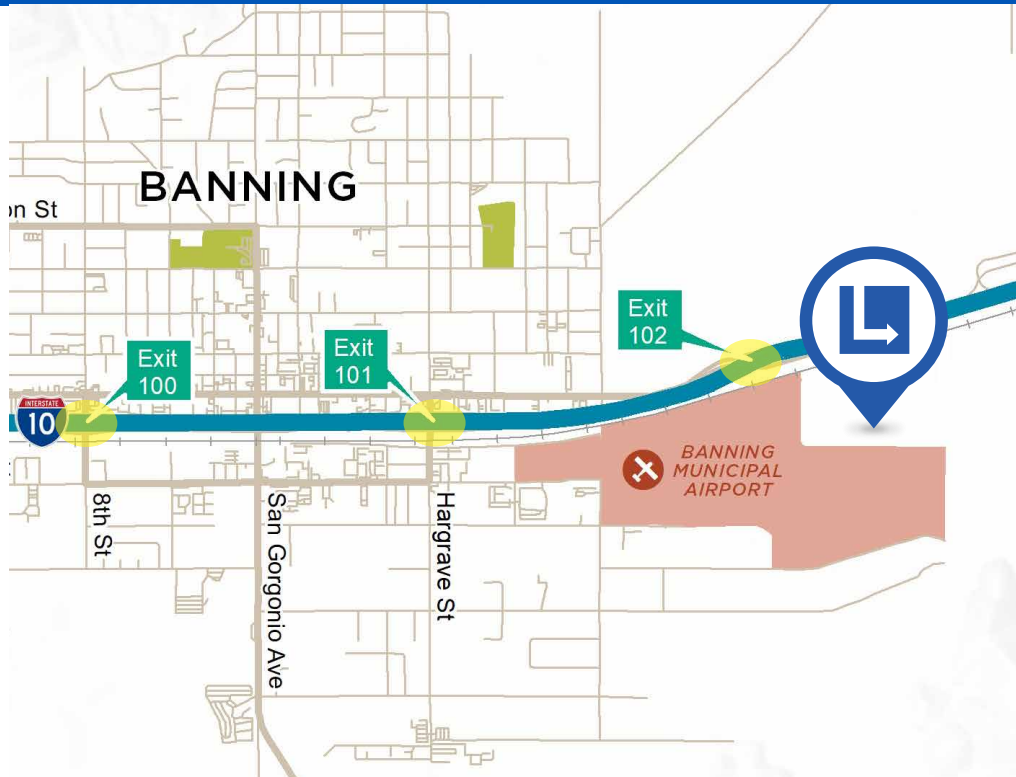 BANNING
on St
Exit
102
Exit
101
Exit
100
INTERSTATE
10
BANNING
MUNICIPAL
AIRPORT
8th St
San Gorgonio Ave
Hargrave St